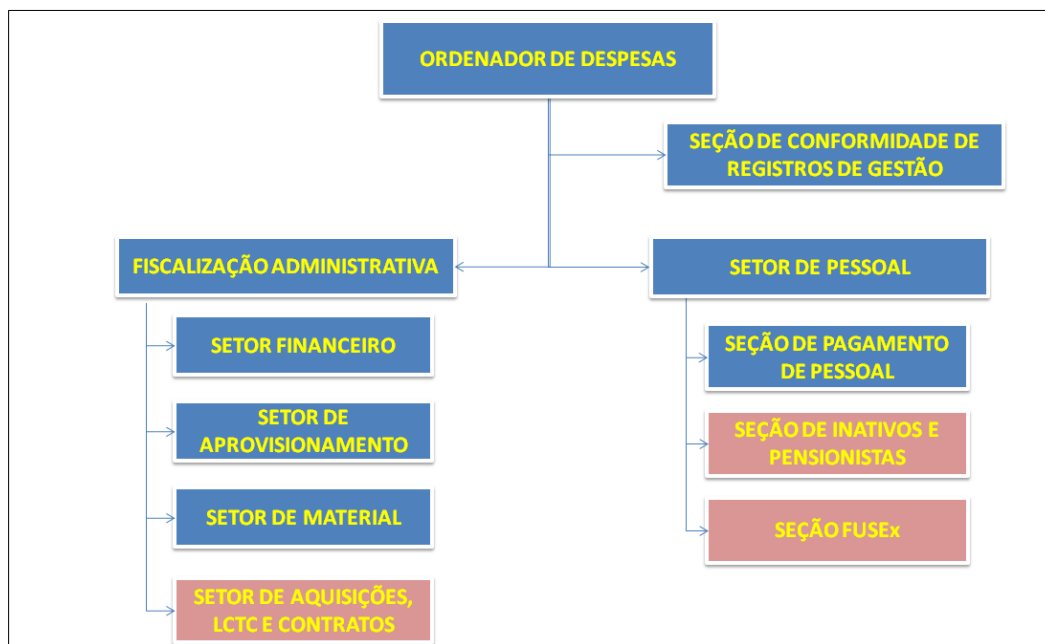 ORDENADOR DE DESPESAS
SEÇÃO DE CONFORMIDADE DE
REGISTROS DE GESTÃO
FISCALIZAÇÃO ADMINISTRATIVA
SETOR DE PESSOAL
SETOR FINANCEIRO
SETOR DE
APROVISIONAMENTO
SETOR DE MATERIAL
SETOR DE AQUISIÇÕES,
LCTC E CONTRATOS
SEÇÃO DE PAGAMENTO
DE PESSOAL
SEÇÃO DE INATIVOS E
PENSIONISTAS
SEÇÃO FUSEx